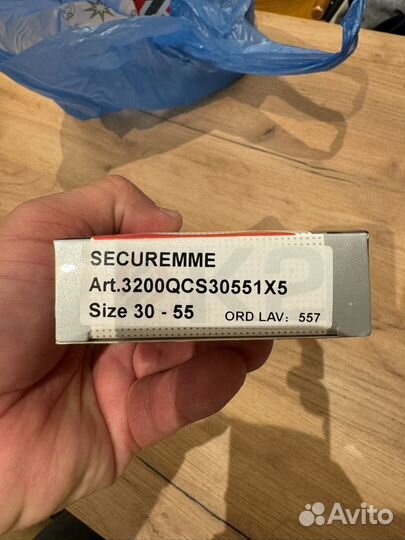 SECUREMME
Art.3200QCS30551X5
Size 30 - 55
ORD LAV: 557
Avito